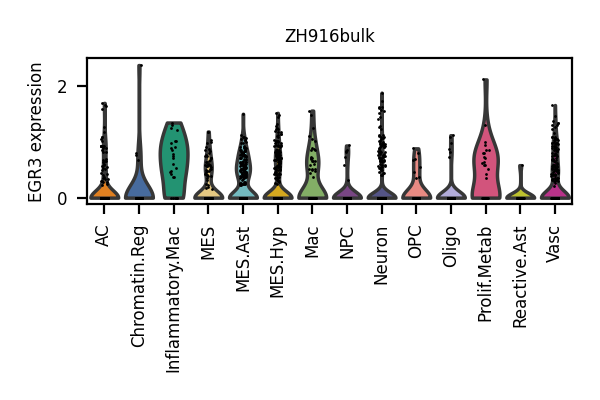 ZH916bulk
EGR3 expression
2
0
AC
Chromatin.Reg
Inflammatory.Mac
MES
MES.Ast
MES.Hyp
Mac
NPC
Neuron
OPC
Oligo
Prolif.Metab
Reactive.Ast
Vasc